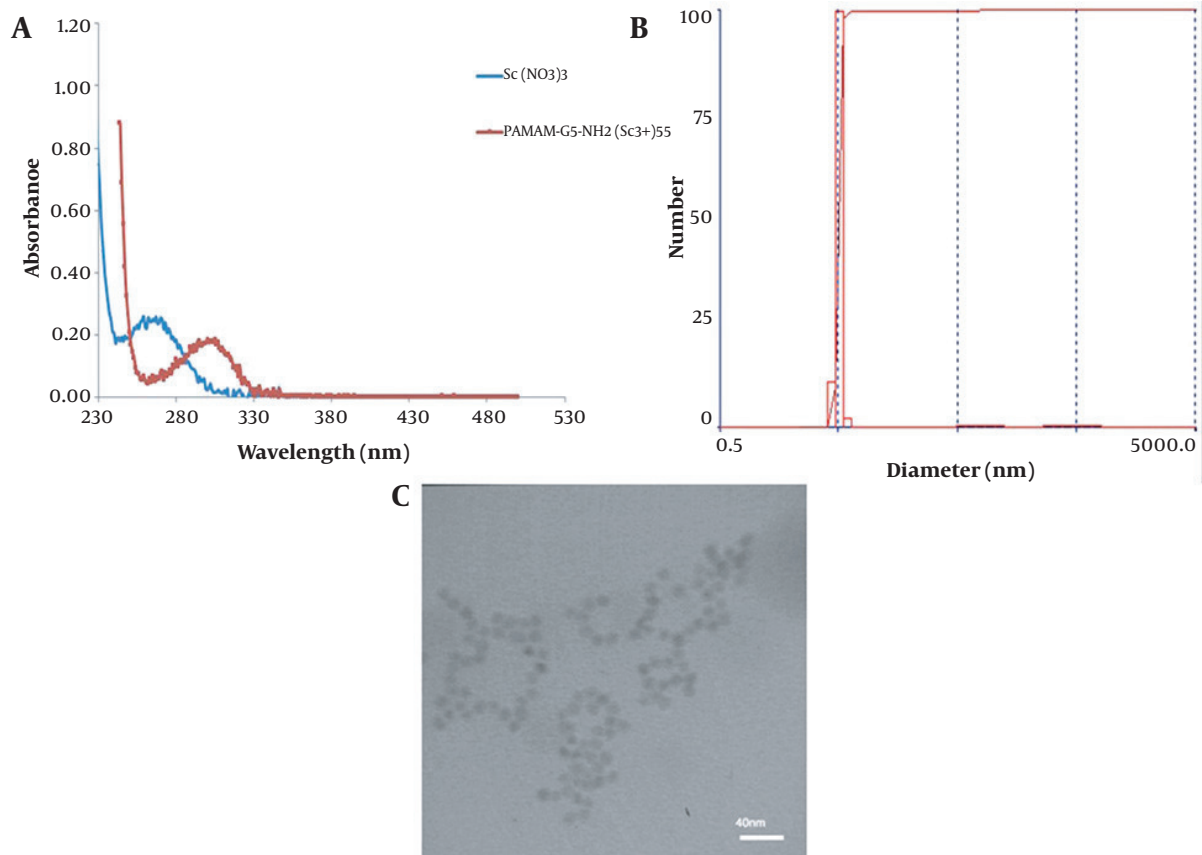 A
1.20
1.00
0.80
0.60
0.40
0.20
0.00
Absorbanoe
230 280 330 380 430 480 530
Wavelength (nm)
Sc (NO3)3
PAMAM-G5-NH2 (Sc3+)55
B
100
75
50
25
0
Number
0.5 5000.0
Diameter (nm)
C
40nm